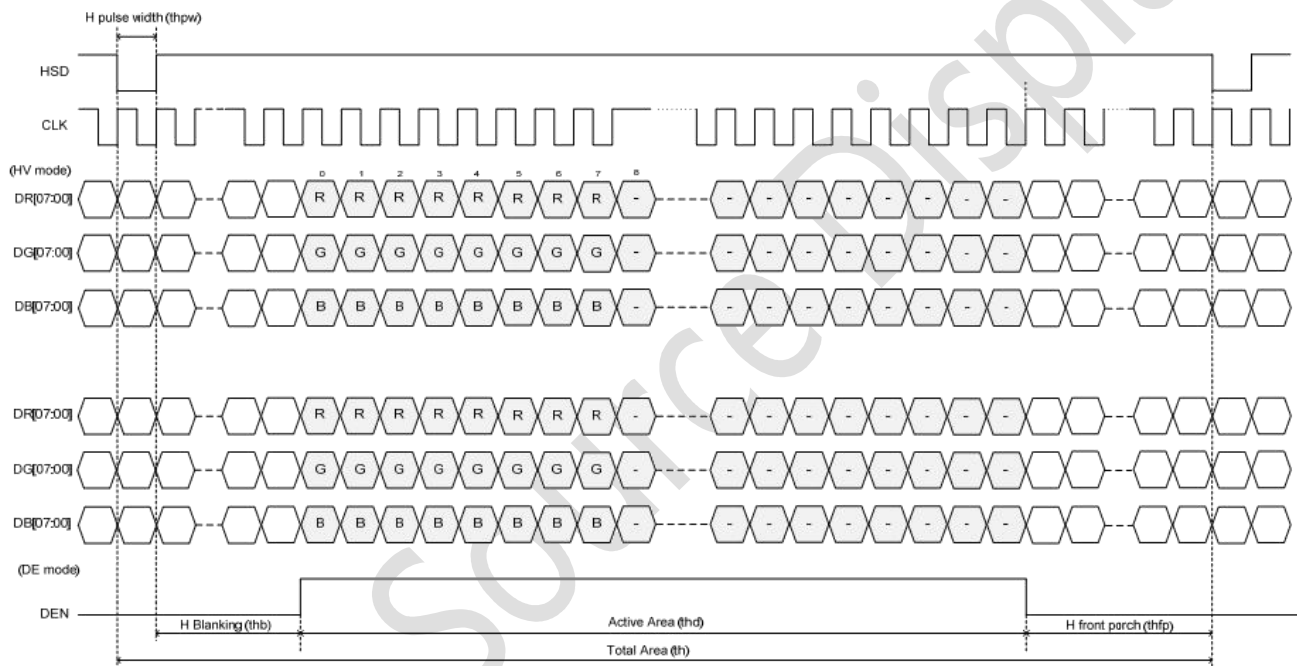 H pulse width (thpw)
HSD
CLK
(HV mode)
0 1 2 3 4 5 6 7 8
DR[07:00] R R R R R R R R - - - - - - - - -
DG[07:00] G G G G G G G G - - - - - - - - -
DB[07:00] B B B B B B B B - - - - - - - - -
DR[07:00] R R R R R R R R - - - - - - - - -
DG[07:00] G G G G G G G G - - - - - - - - -
DB[07:00] B B B B B B B B - - - - - - - - -
(DE mode)
DEN
H Blanking (thb) Active Area (thd) H front porch (thfp)
Total Area (th)
Source